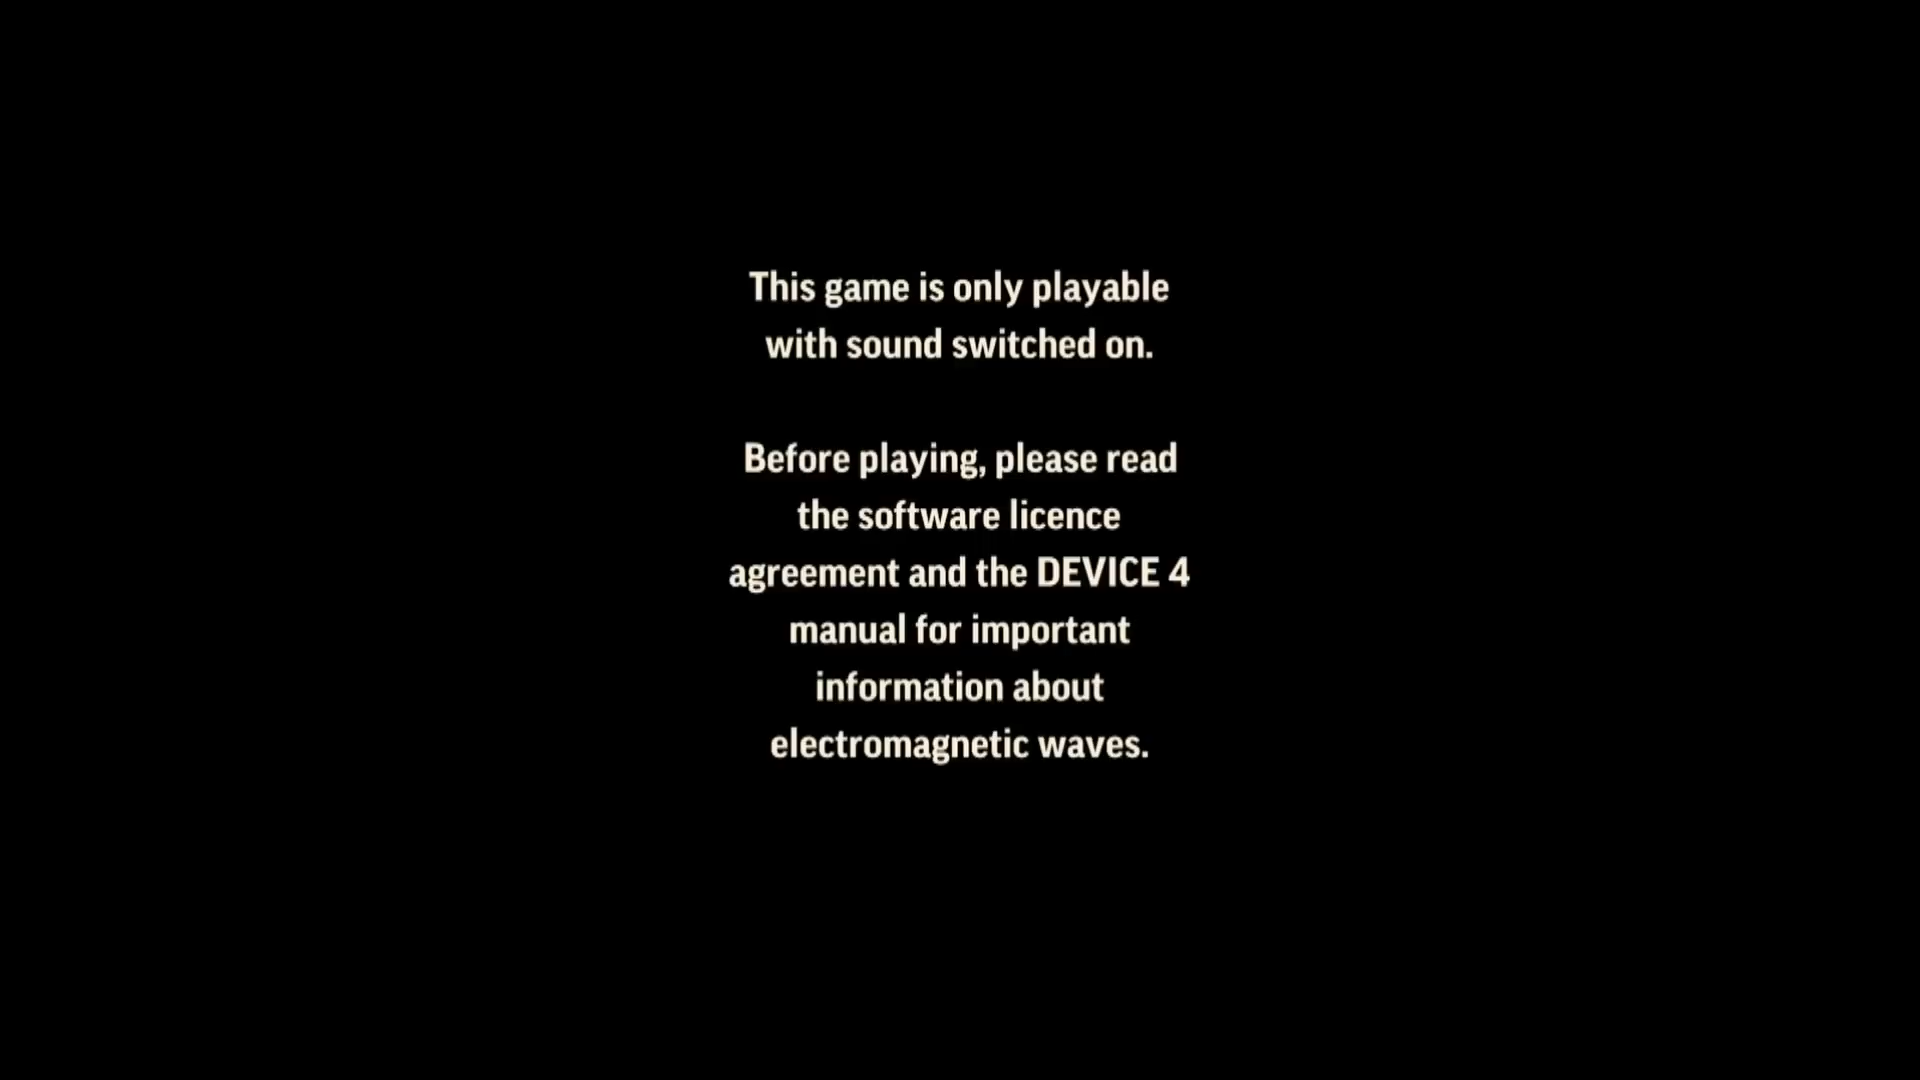 This game is only playable
with sound switched on.
Before playing, please read
the software licence
agreement and the DEVICE 4
manual for important
information about
electromagnetic waves.